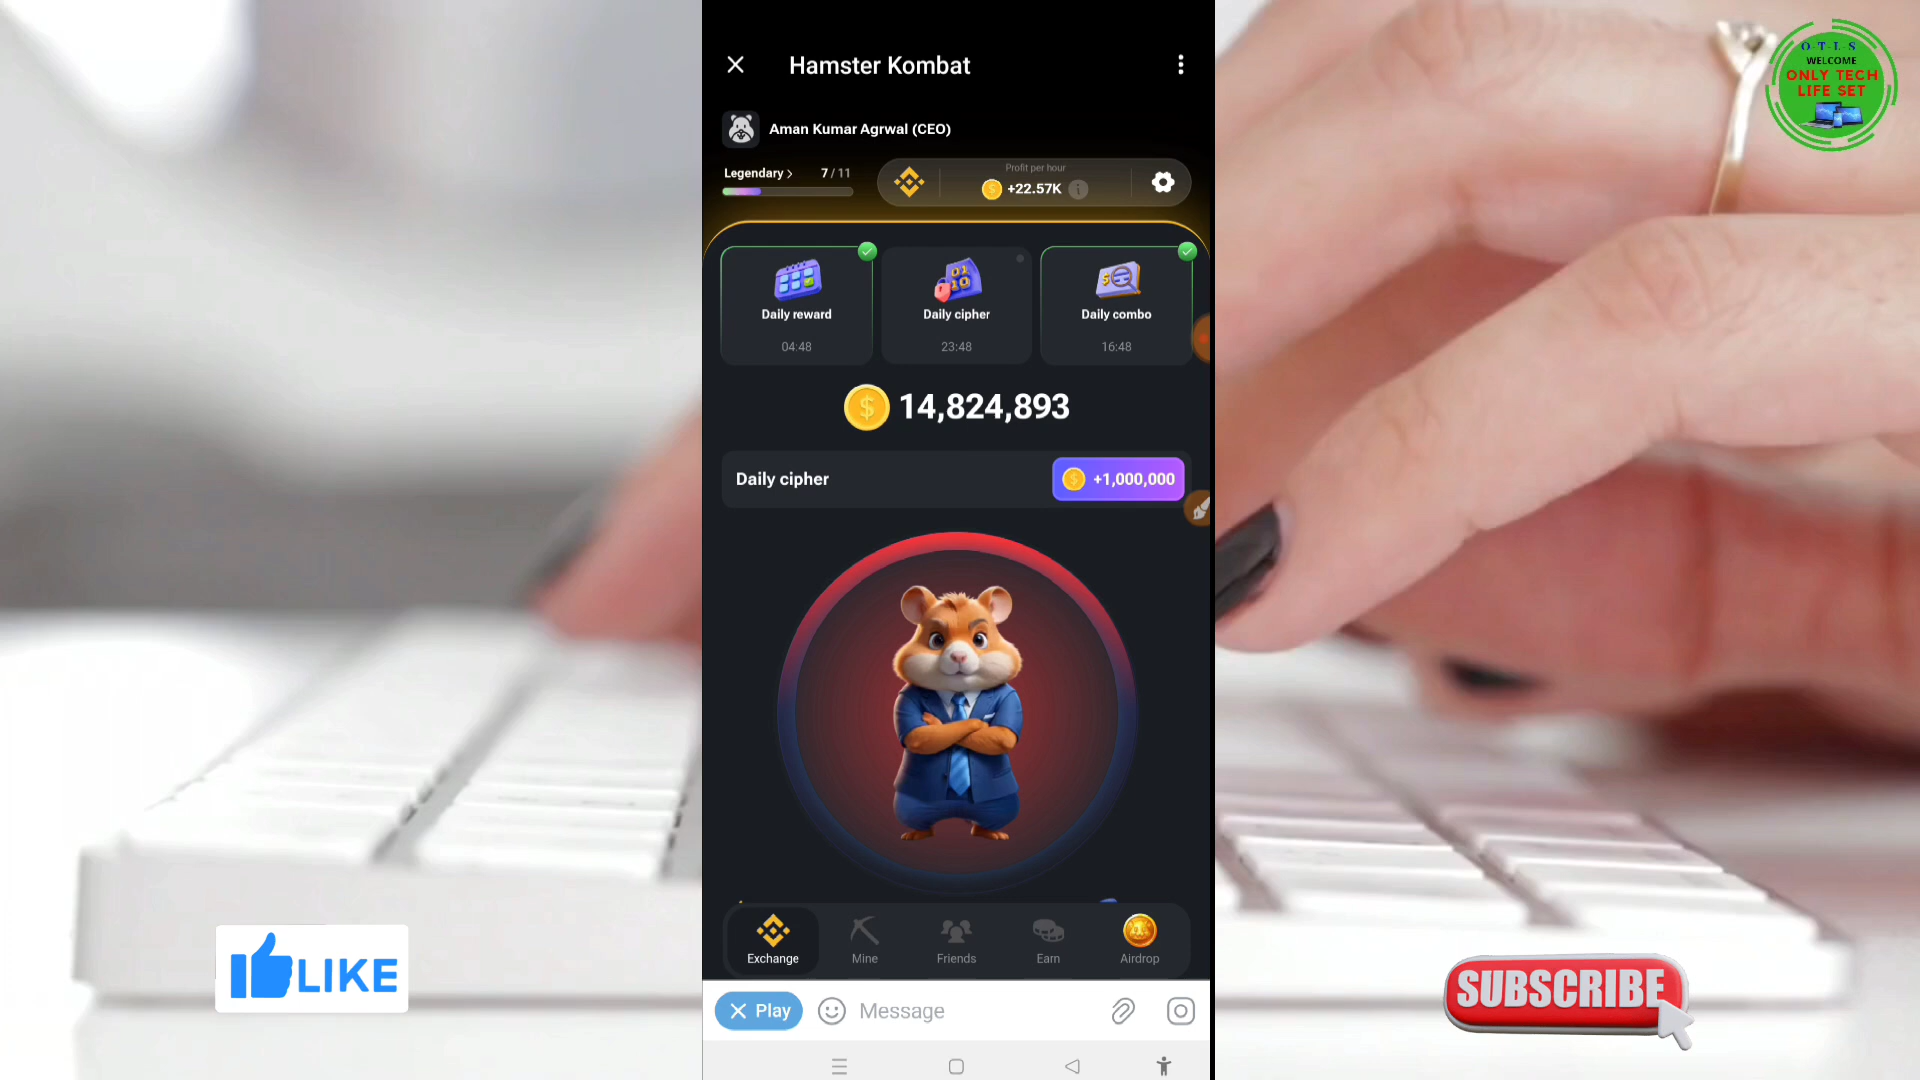 Hamster Kombat
Aman Kumar Agrwal (CEO)
Legendary > 7 / 11
Profit per hour
+22.57K
Daily reward
04:48
Daily cipher
23:48
Daily combo
16:48
14,824,893
Daily cipher
+1,000,000
Exchange
Mine
Friends
Earn
Airdrop
Play
Message
LIKE
SUBSCRIBE
O-T-L-S
WELCOME
ONLY TECH
LIFE SET